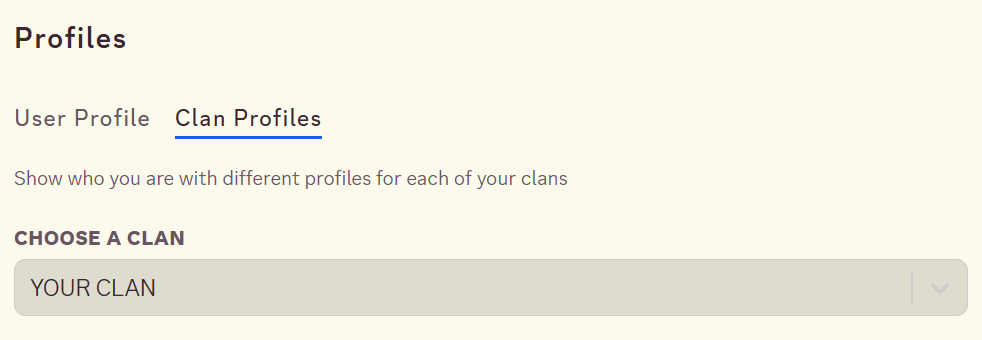 Profiles
User Profile Clan Profiles
Show who you are with different profiles for each of your clans
CHOOSE A CLAN
YOUR CLAN